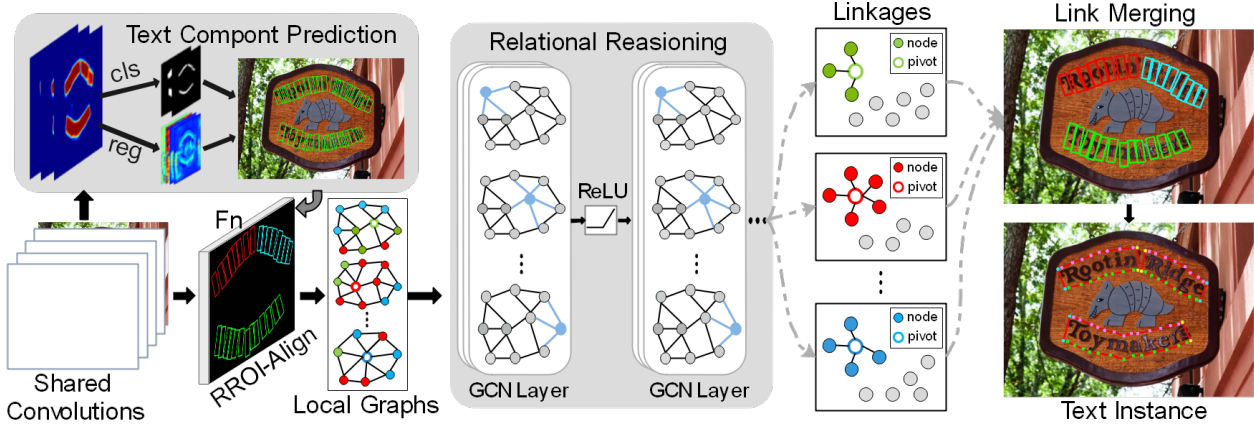 Text Compont Prediction
cls
reg
Shared
Convolutions
Fn
RROI-Align
Local Graphs
Relational Reasioning
ReLU
GCN Layer
GCN Layer
Linkages
node
pivot
node
pivot
node
pivot
Link Merging
Rootin'
Rootin' Ridge
Toymakers
Text Instance